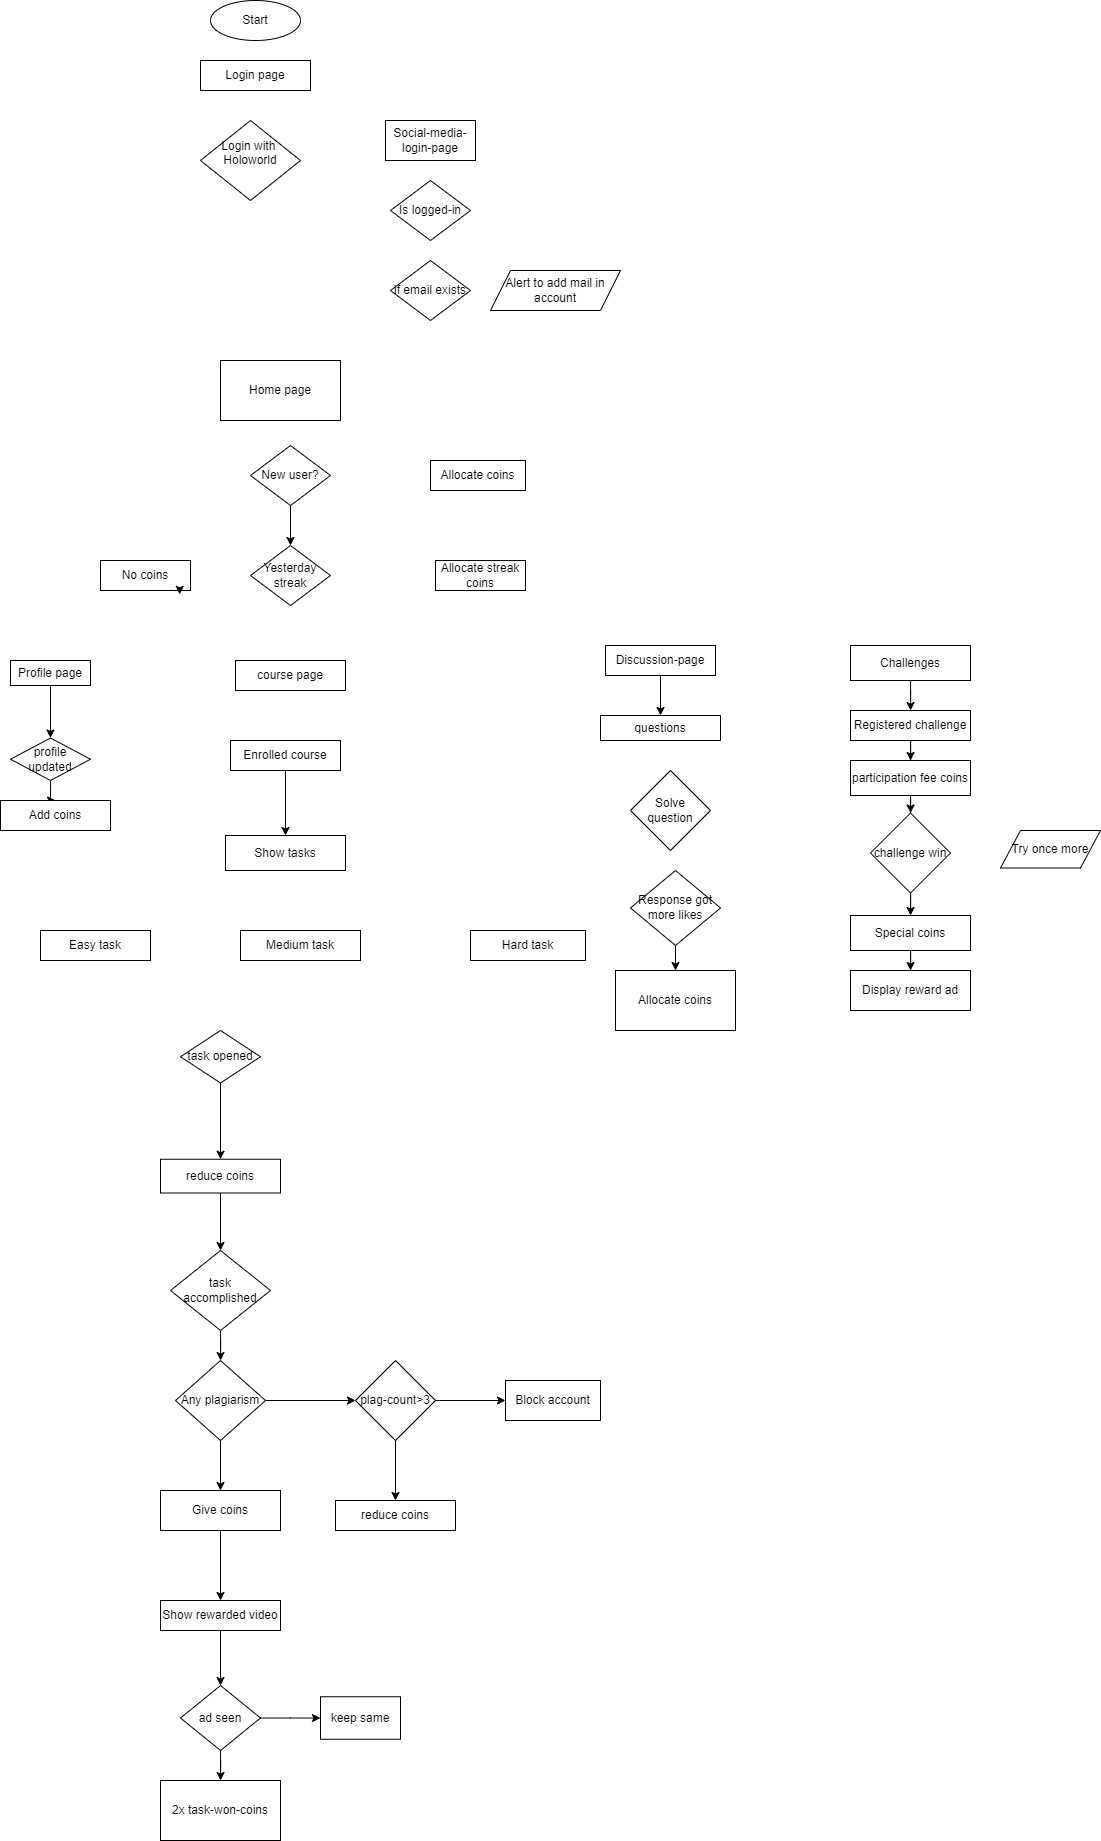 Start
Login page
Login with
Holoworld
Social-media-
login-page
Is logged-in
If email exists
Alert to add mail in
account
Home page
New user?
Allocate coins
No coins
Yesterday
streak
Allocate streak
coins
Profile page
profile
updated
Add coins
course page
Enrolled course
Show tasks
Easy task
Medium task
Hard task
Discussion-page
questions
Solve
question
Response got
more likes
Allocate coins
Challenges
Registered challenge
participation fee coins
challenge win
Try once more
Special coins
Display reward ad
task opened
reduce coins
task
accomplished
Any plagiarism
plag-count>3
Block account
Give coins
reduce coins
Show rewarded video
ad seen
keep same
2x task-won-coins